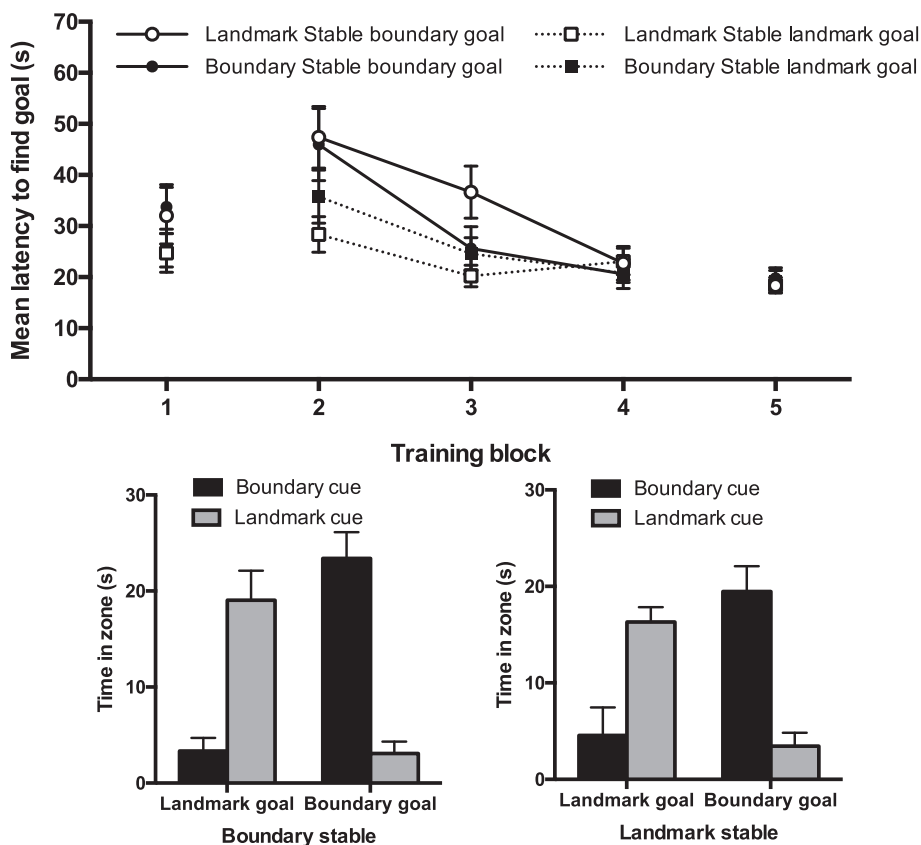 Mean latency to find goal (s)
70
60
50
40
30
20
10
0
Landmark Stable boundary goal
Boundary Stable boundary goal
Landmark Stable landmark goal
Boundary Stable landmark goal
1 2 3 4 5
Training block
Time in zone (s)
30
20
10
0
Boundary cue
Landmark cue
Landmark goal Boundary goal
Boundary stable
Time in zone (s)
30
20
10
0
Boundary cue
Landmark cue
Landmark goal Boundary goal
Landmark stable